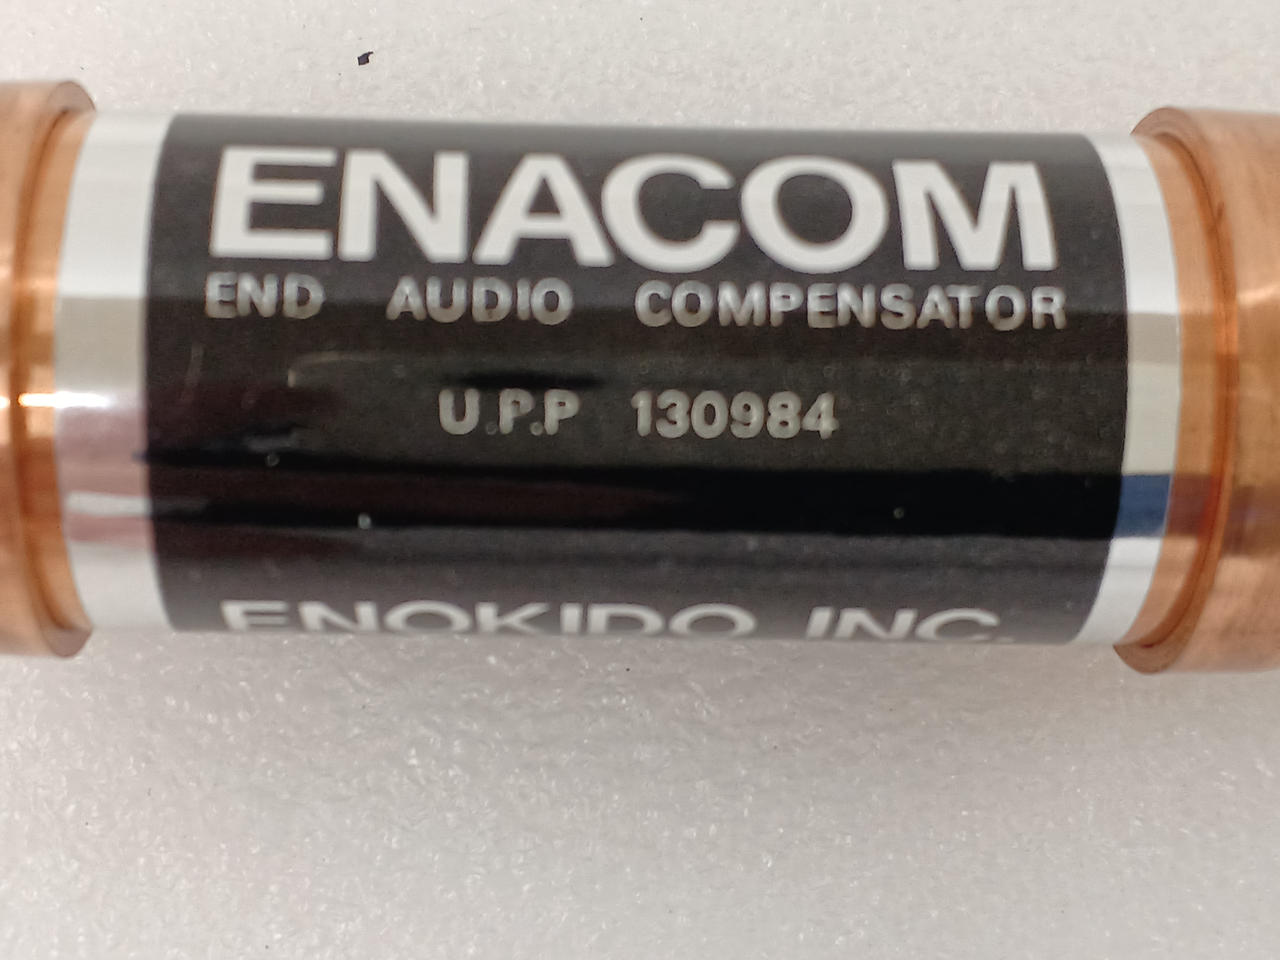 ENACOM
END AUDIO COMPENSATOR
U.P.P 130984
ENOKIDO INC.